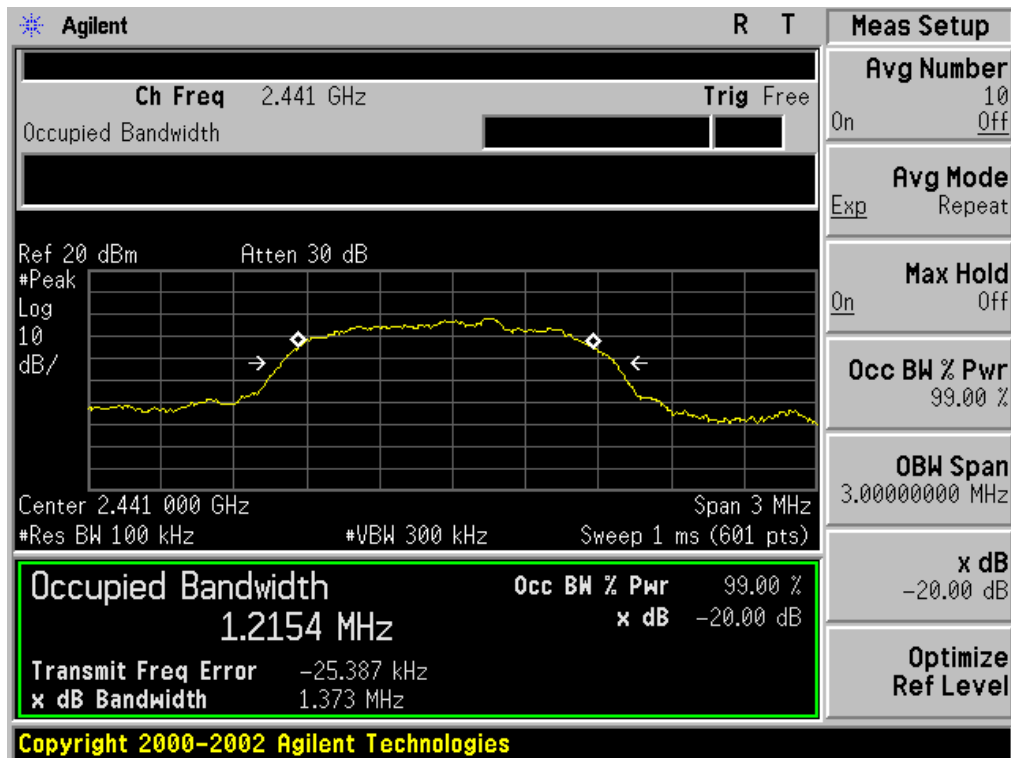 Agilent R T
Ch Freq 2.441 GHz Trig Free
Occupied Bandwidth
Ref 20 dBm Atten 30 dB
#Peak
Log
10
dB/
Center 2.441 000 GHz Span 3 MHz
#Res BW 100 kHz #VBW 300 kHz Sweep 1 ms (601 pts)
Occupied Bandwidth Occ BW % Pwr 99.00 %
1.2154 MHz x dB -20.00 dB
Transmit Freq Error -25.387 kHz
x dB Bandwidth 1.373 MHz
Copyright 2000-2002 Agilent Technologies
Meas Setup
Avg Number
10
On Off
Avg Mode
Exp Repeat
Max Hold
On Off
Occ BW % Pwr
99.00 %
OBW Span
3.00000000 MHz
x dB
-20.00 dB
Optimize
Ref Level